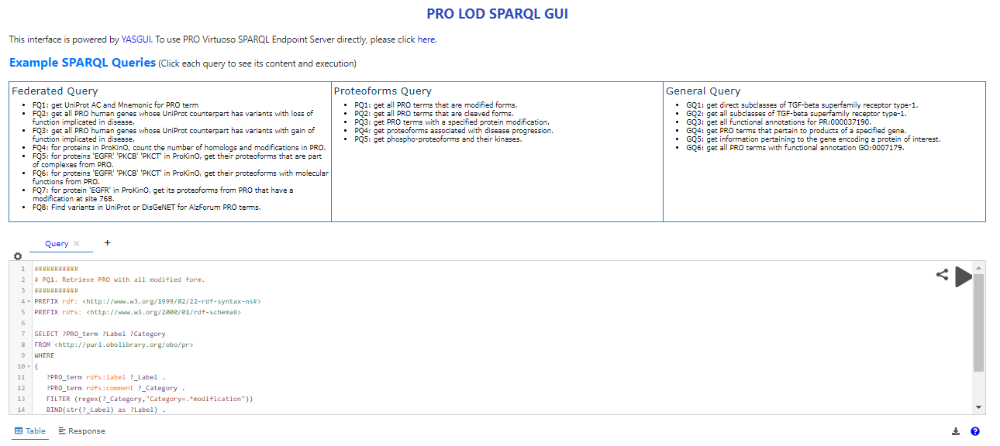 PRO LOD SPARQL GUI
This interface is powered by YASGUI. To use PRO Virtuoso SPARQL Endpoint Server directly, please click here.
Example SPARQL Queries (Click each query to see its content and execution)
Federated Query
FQ1: get UniProt AC and Mnemonic for PRO term
FQ2: get all PRO human genes whose UniProt counterpart has variants with loss of
function implicated in disease.
FQ3: get all PRO human genes whose UniProt counterpart has variants with gain of
function implicated in disease.
FQ4: for proteins in ProKinO, count the number of homologs and modifications in PRO.
FQ5: for proteins 'EGFR' 'PKCB' 'PKCT' in ProKinO, get their proteoforms that are part
of complexes from PRO.
FQ6: for proteins 'EGFR' 'PKCB' 'PKCT' in ProKinO, get their proteoforms with molecular
functions from PRO.
FQ7: for protein 'EGFR' in ProKinO, get its proteoforms from PRO that have a
modification at site 768.
FQ8: Find variants in UniProt or DisGeNET for AlzForum PRO terms.
Proteoforms Query
PQ1: get all PRO terms that are modified forms.
PQ2: get all PRO terms that are cleaved forms.
PQ3: get PRO terms with a specified protein modification.
PQ4: get proteoforms associated with disease progression.
PQ5: get phospho-proteoforms and their kinases.
General Query
GQ1: get direct subclasses of TGF-beta superfamily receptor type-1.
GQ2: get all subclasses of TGF-beta superfamily receptor type-1.
GQ3: get all functional annotations for PR:000037190.
GQ4: get PRO terms that pertain to products of a specified gene.
GQ5: get information pertaining to the gene encoding a protein of interest.
GQ6: get all PRO terms with functional annotation GO:0007179.
Query × +
1 ###########
2 # PQ1. Retrieve PRO with all modified form.
3 ###########
4 PREFIX rdf: <http://www.w3.org/1999/02/22-rdf-syntax-ns#>
5 PREFIX rdfs: <http://www.w3.org/2000/01/rdf-schema#>
6
7 SELECT ?PRO_term ?Label ?Category
8 FROM <http://purl.obolibrary.org/obo/pr>
9 WHERE
10 {
11 ?PRO_term rdfs:label ?_Label .
12 ?PRO_term rdfs:comment ?_Category .
13 FILTER (regex(?_Category,"Category=.*modification"))
14 BIND(str(?_Label) as ?Label) .
Table Response